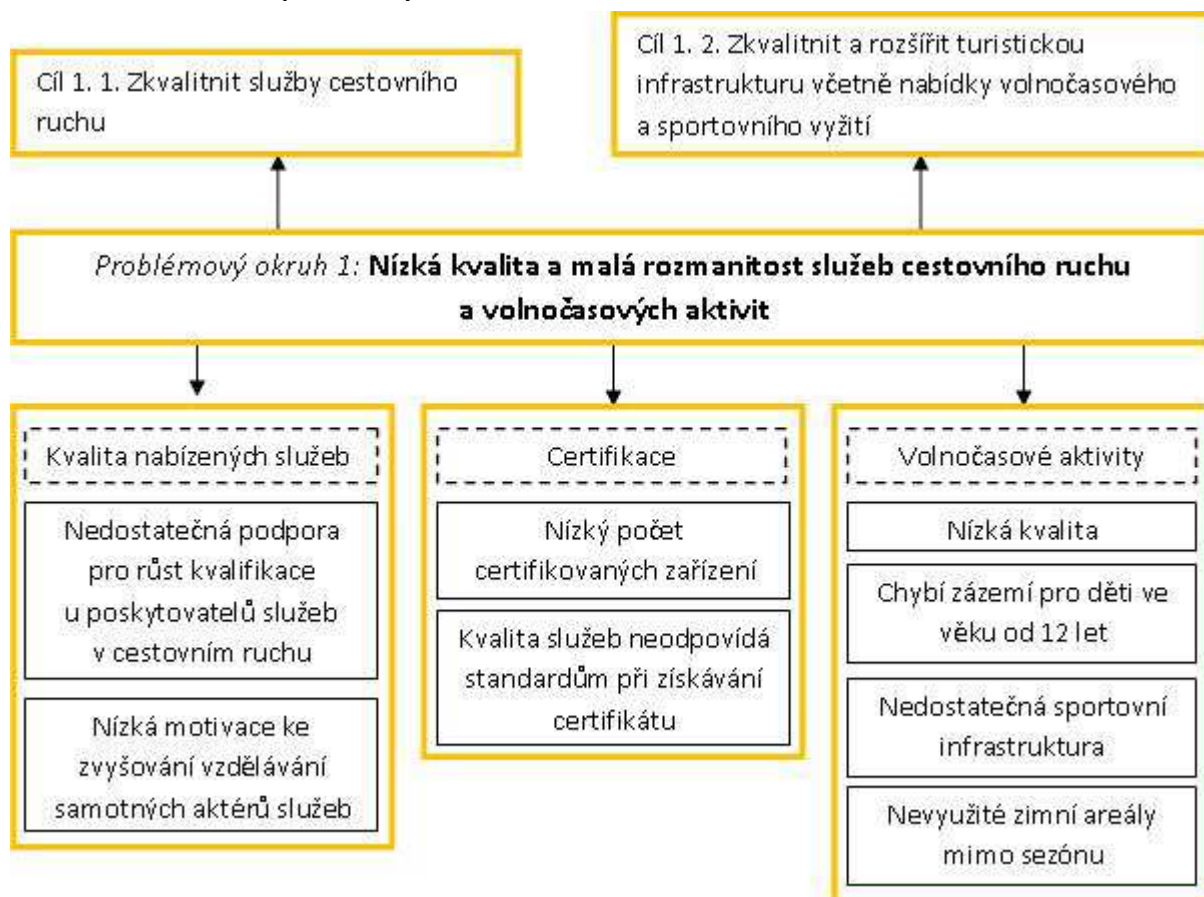 Cíl 1. 1. Zkvalitnit služby cestovního
ruchu
Cíl 1. 2. Zkvalitnit a rozšířit turistickou
infrastrukturu včetně nabídky volnočasového
a sportovního vyžití
Problémový okruh 1: Nízká kvalita a malá rozmanitost služeb cestovního ruchu
a volnočasových aktivit
Kvalita nabízených služeb
Nedostatečná podpora
pro růst kvalifikace
u poskytovatelů služeb
v cestovním ruchu
Nízká motivace ke
zvyšování vzdělávání
samotných aktérů služeb
Certifikace
Nízký počet
certifikovaných zařízení
Kvalita služeb neodpovídá
standardům při získávání
certifikátu
Volnočasové aktivity
Nízká kvalita
Chybí zázemí pro děti ve
věku od 12 let
Nedostatečná sportovní
infrastruktura
Nevyužité zimní areály
mimo sezónu